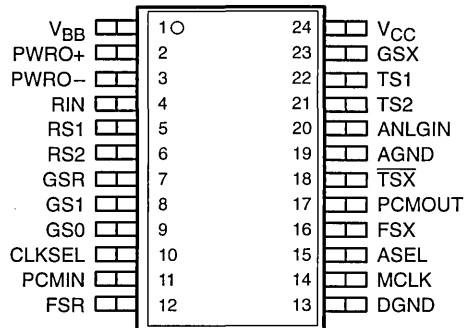 VBB 1 24 VCC
PWRO+ 2 23 GSX
PWRO− 3 22 TS1
RIN 4 21 TS2
RS1 5 20 ANLGIN
RS2 6 19 AGND
GSR 7 18 T̅S̅X̅
GS1 8 17 PCMOUT
GS0 9 16 FSX
CLKSEL 10 15 ASEL
PCMIN 11 14 MCLK
FSR 12 13 DGND